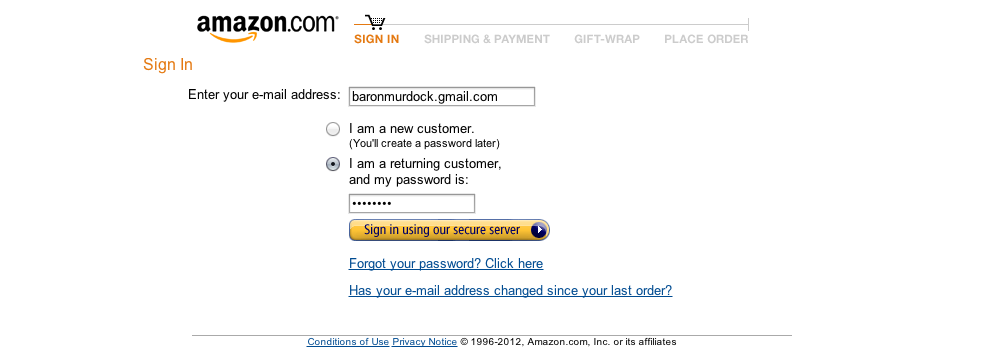 amazon.com
SIGN IN SHIPPING & PAYMENT GIFT-WRAP PLACE ORDER
Sign In
Enter your e-mail address: baronmurdock.gmail.com
I am a new customer.
(You'll create a password later)
I am a returning customer,
and my password is:
••••••••
Sign in using our secure server
Forgot your password? Click here
Has your e-mail address changed since your last order?
Conditions of Use Privacy Notice © 1996-2012, Amazon.com, Inc. or its affiliates